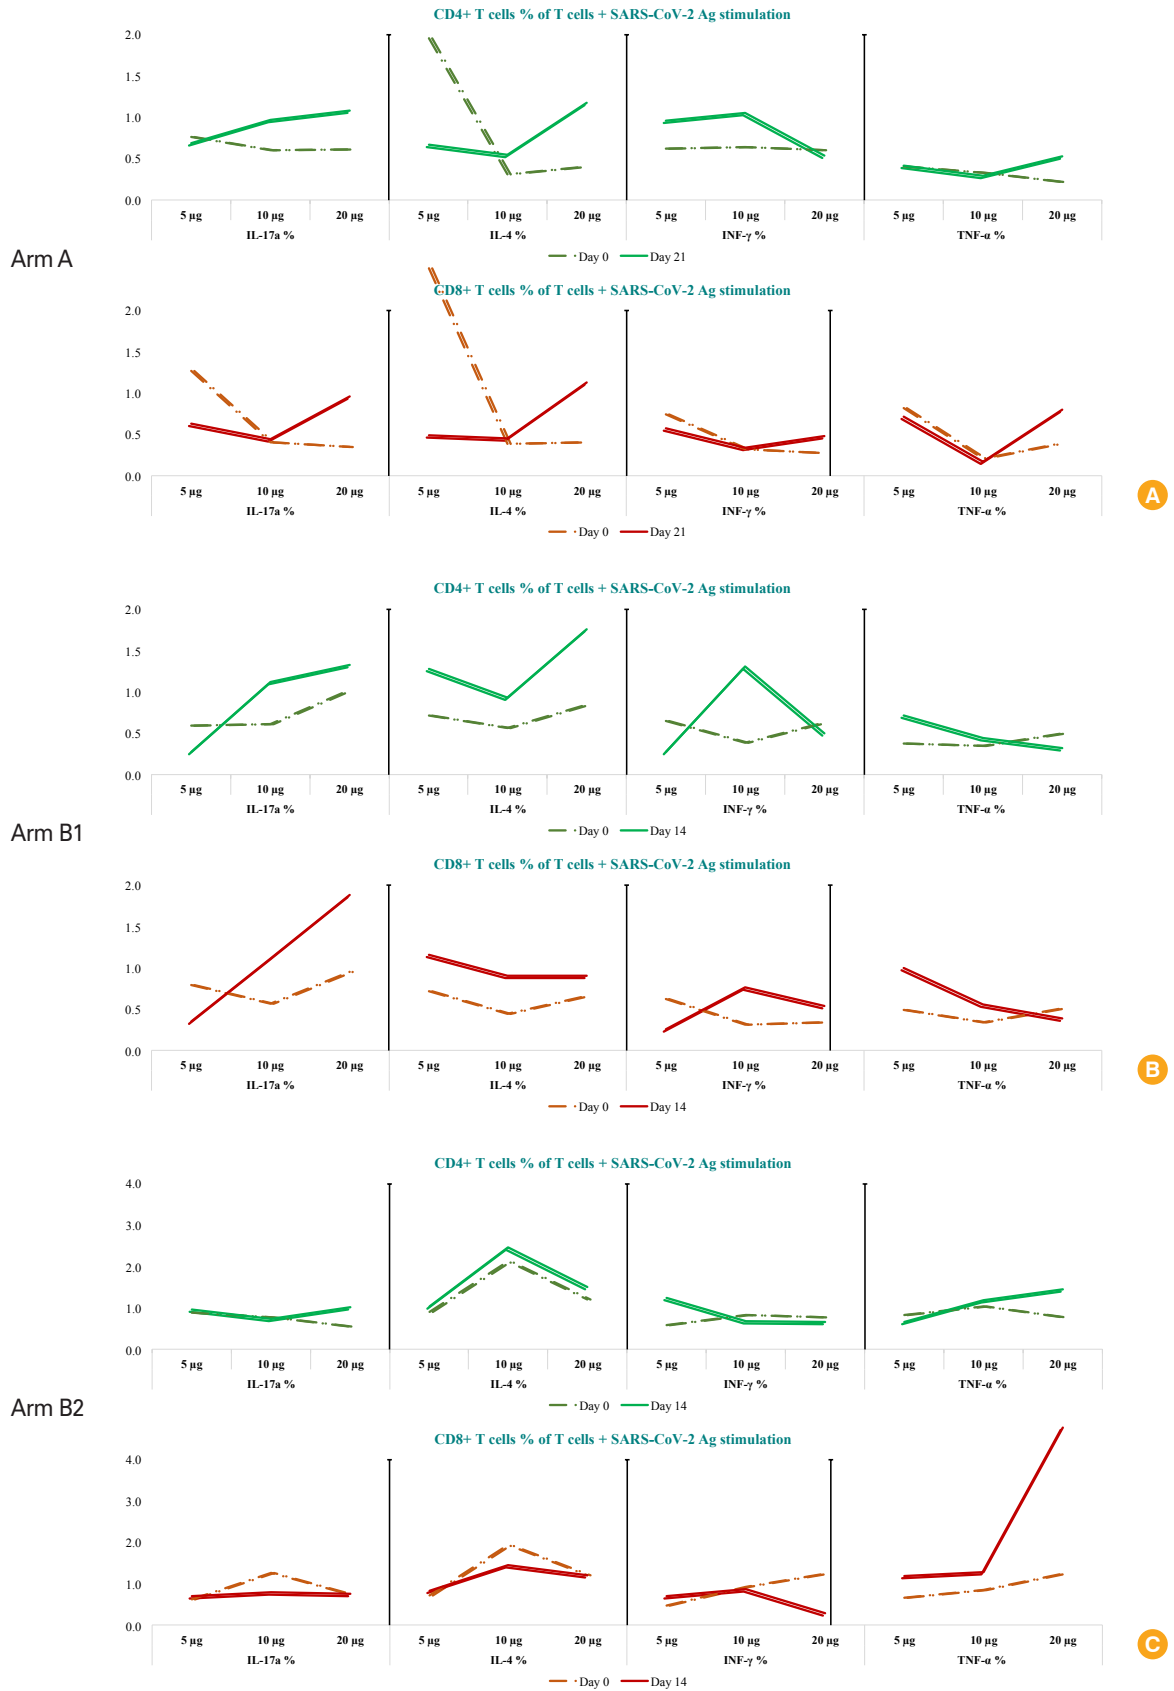 CD4+ T cells % of T cells + SARS-CoV-2 Ag stimulation
2.0
1.5
1.0
0.5
0.0
5 µg 10 µg 20 µg 5 µg 10 µg 20 µg 5 µg 10 µg 20 µg 5 µg 10 µg 20 µg
IL-17a % IL-4 % INF-γ % TNF-α %
Day 0 Day 21
Arm A
CD8+ T cells % of T cells + SARS-CoV-2 Ag stimulation
2.0
1.5
1.0
0.5
0.0
5 µg 10 µg 20 µg 5 µg 10 µg 20 µg 5 µg 10 µg 20 µg 5 µg 10 µg 20 µg
IL-17a % IL-4 % INF-γ % TNF-α %
Day 0 Day 21
A
CD4+ T cells % of T cells + SARS-CoV-2 Ag stimulation
2.0
1.5
1.0
0.5
0.0
5 µg 10 µg 20 µg 5 µg 10 µg 20 µg 5 µg 10 µg 20 µg 5 µg 10 µg 20 µg
IL-17a % IL-4 % INF-γ % TNF-α %
Day 0 Day 14
Arm B1
CD8+ T cells % of T cells + SARS-CoV-2 Ag stimulation
2.0
1.5
1.0
0.5
0.0
5 µg 10 µg 20 µg 5 µg 10 µg 20 µg 5 µg 10 µg 20 µg 5 µg 10 µg 20 µg
IL-17a % IL-4 % INF-γ % TNF-α %
Day 0 Day 14
B
CD4+ T cells % of T cells + SARS-CoV-2 Ag stimulation
4.0
3.0
2.0
1.0
0.0
5 µg 10 µg 20 µg 5 µg 10 µg 20 µg 5 µg 10 µg 20 µg 5 µg 10 µg 20 µg
IL-17a % IL-4 % INF-γ % TNF-α %
Day 0 Day 14
Arm B2
CD8+ T cells % of T cells + SARS-CoV-2 Ag stimulation
4.0
3.0
2.0
1.0
0.0
5 µg 10 µg 20 µg 5 µg 10 µg 20 µg 5 µg 10 µg 20 µg 5 µg 10 µg 20 µg
IL-17a % IL-4 % INF-γ % TNF-α %
Day 0 Day 14
C